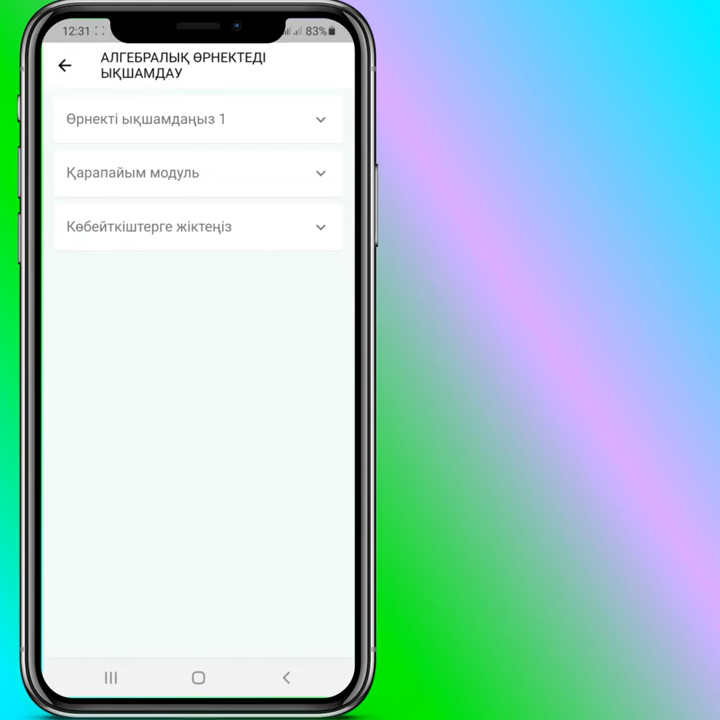 12:31
83%
АЛГЕБРАЛЫҚ ӨРНЕКТЕДІ
ЫҚШАМДАУ
Өрнекті ықшамдаңыз 1
Қарапайым модуль
Көбейткіштерге жіктеңіз